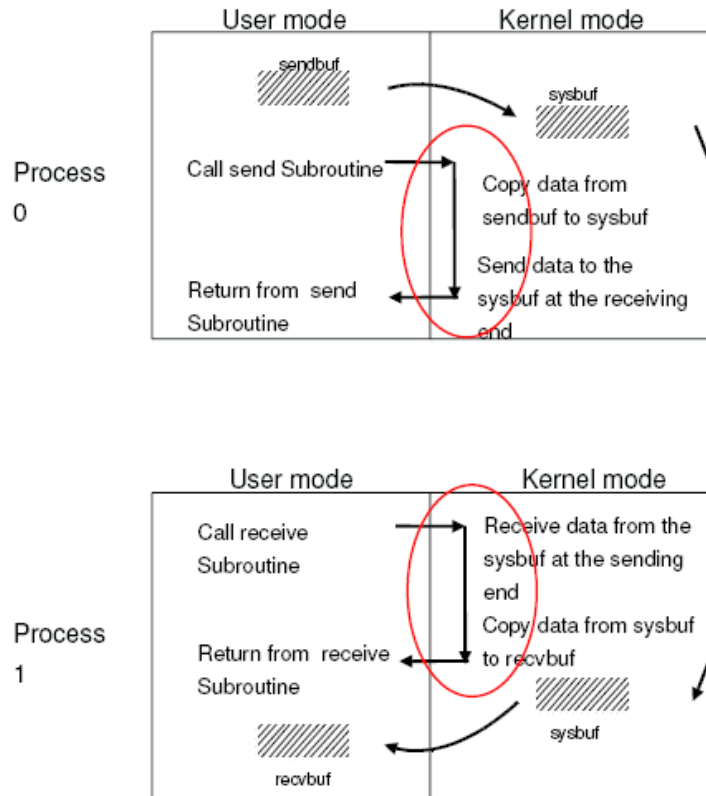 User mode
Kernel mode
sendbuf
sysbuf
Process
0
Call send Subroutine
Copy data from
sendbuf to sysbuf
Return from send
Subroutine
Send data to the
sysbuf at the receiving
end
User mode
Kernel mode
Process
1
Call receive
Subroutine
Receive data from the
sysbuf at the sending
end
Return from receive
Subroutine
Copy data from sysbuf
to recvbuf
recvbuf
sysbuf